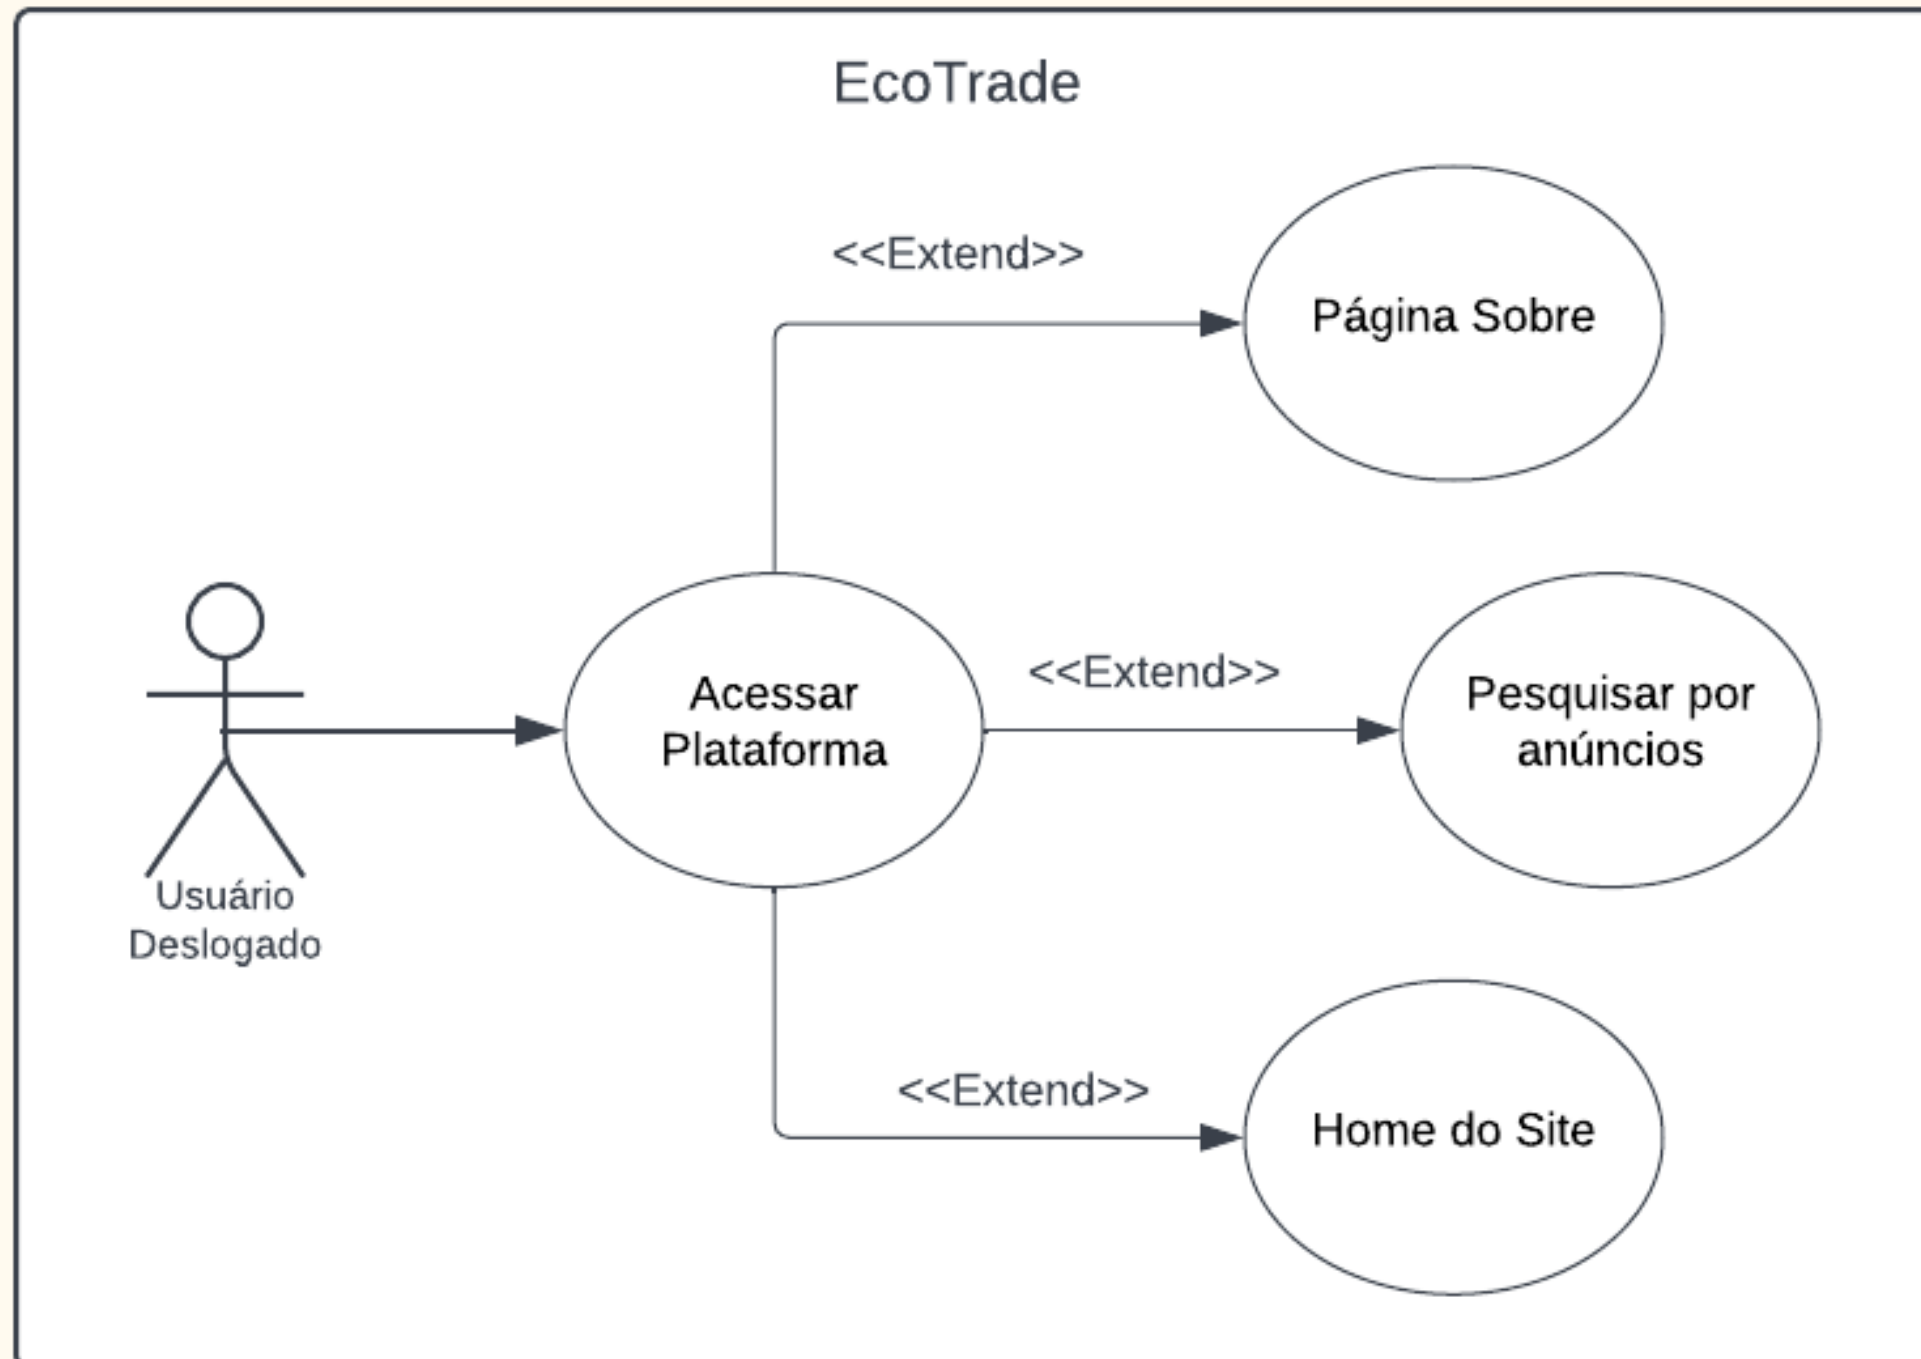 EcoTrade
<<Extend>>
Página Sobre
<<Extend>>
Acessar
Plataforma
Pesquisar por
anúncios
Usuário
Deslogado
<<Extend>>
Home do Site